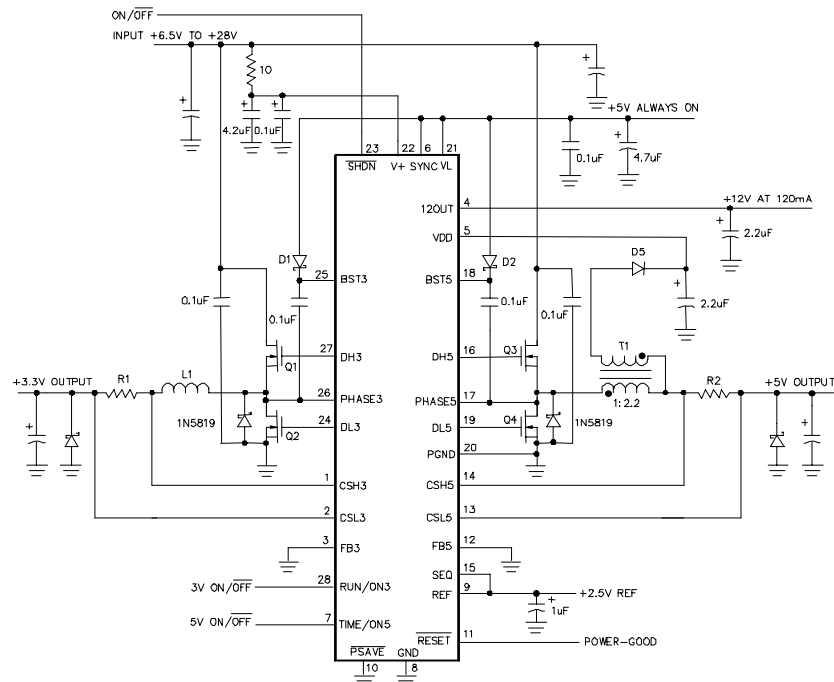 ON/OFF
INPUT +6.5V TO +28V
10
4.2uF
0.1uF
+5V ALWAYS ON
0.1uF
4.7uF
23
22
6
21
SHDN
V+
SYNC
VL
12OUT
4
+12V AT 120mA
2.2uF
VDD
5
D5
2.2uF
D1
25
BST3
0.1uF
0.1uF
BST5
18
D2
0.1uF
0.1uF
Q1
27
DH3
DH5
16
Q3
T1
1:2.2
+3.3V OUTPUT
R1
L1
26
PHASE3
PHASE5
17
R2
+5V OUTPUT
1N5819
Q2
24
DL3
DL5
19
Q4
1N5819
PGND
20
1
CSH3
CSH5
14
2
CSL3
CSL5
13
3
FB3
FB5
12
SEQ
15
3V ON/OFF
28
RUN/ON3
REF
9
+2.5V REF
1uF
5V ON/OFF
7
TIME/ON5
RESET
11
POWER-GOOD
PSAVE
GND
10
8